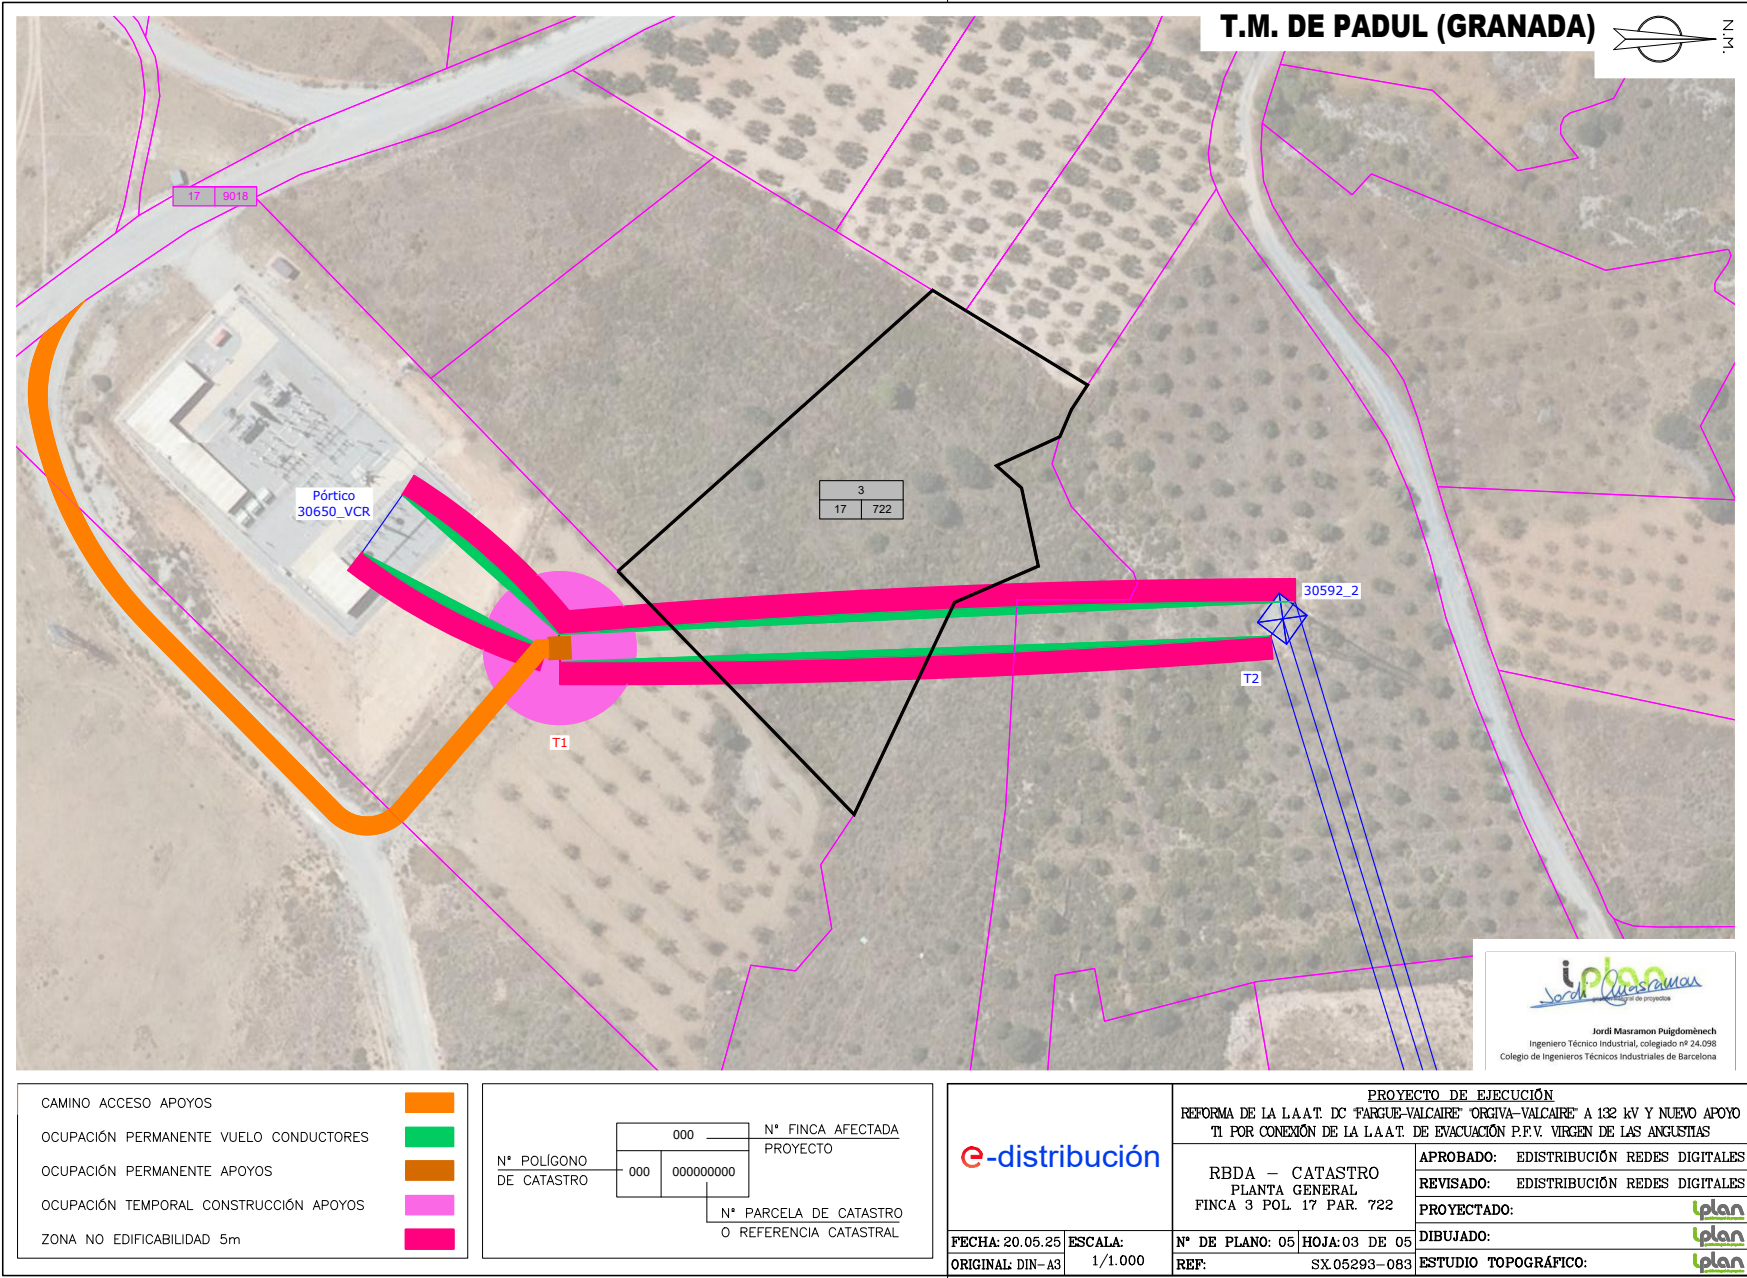 T.M. DE PADUL (GRANADA)
N.M.
17 9018
Pórtico
30650_VCR
3
17 722
30592_2
T2
T1
iplan
gestión integral de proyectos
Jordi Masramon
Jordi Masramon Puigdomènech
Ingeniero Técnico Industrial, colegiado nº 24.098
Colegio de Ingenieros Técnicos Industriales de Barcelona
CAMINO ACCESO APOYOS
OCUPACIÓN PERMANENTE VUELO CONDUCTORES
OCUPACIÓN PERMANENTE APOYOS
OCUPACIÓN TEMPORAL CONSTRUCCIÓN APOYOS
ZONA NO EDIFICABILIDAD 5m
Nº POLÍGONO
DE CATASTRO
000
000 000000000
Nº FINCA AFECTADA
PROYECTO
Nº PARCELA DE CATASTRO
O REFERENCIA CATASTRAL
e-distribución
FECHA: 20.05.25
ESCALA:
1/1.000
ORIGINAL: DIN-A3
PROYECTO DE EJECUCIÓN
REFORMA DE LA L.A.A.T. DC "FARGUE-VALCAIRE" "ORGIVA-VALCAIRE" A 132 kV Y NUEVO APOYO
T1 POR CONEXIÓN DE LA L.A.A.T. DE EVACUACIÓN P.F.V. VIRGEN DE LAS ANGUSTIAS
RBDA - CATASTRO
PLANTA GENERAL
FINCA 3 POL. 17 PAR. 722
Nº DE PLANO: 05 HOJA: 03 DE 05
REF: SX.05293-083
APROBADO: EDISTRIBUCIÓN REDES DIGITALES
REVISADO: EDISTRIBUCIÓN REDES DIGITALES
PROYECTADO: iplan
DIBUJADO: iplan
ESTUDIO TOPOGRÁFICO: iplan